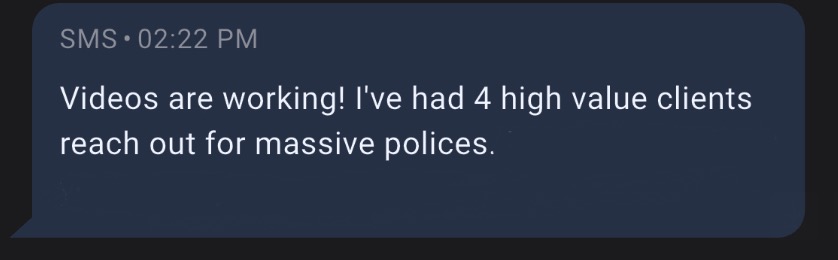 SMS • 02:22 PM
Videos are working! I've had 4 high value clients
reach out for massive polices.